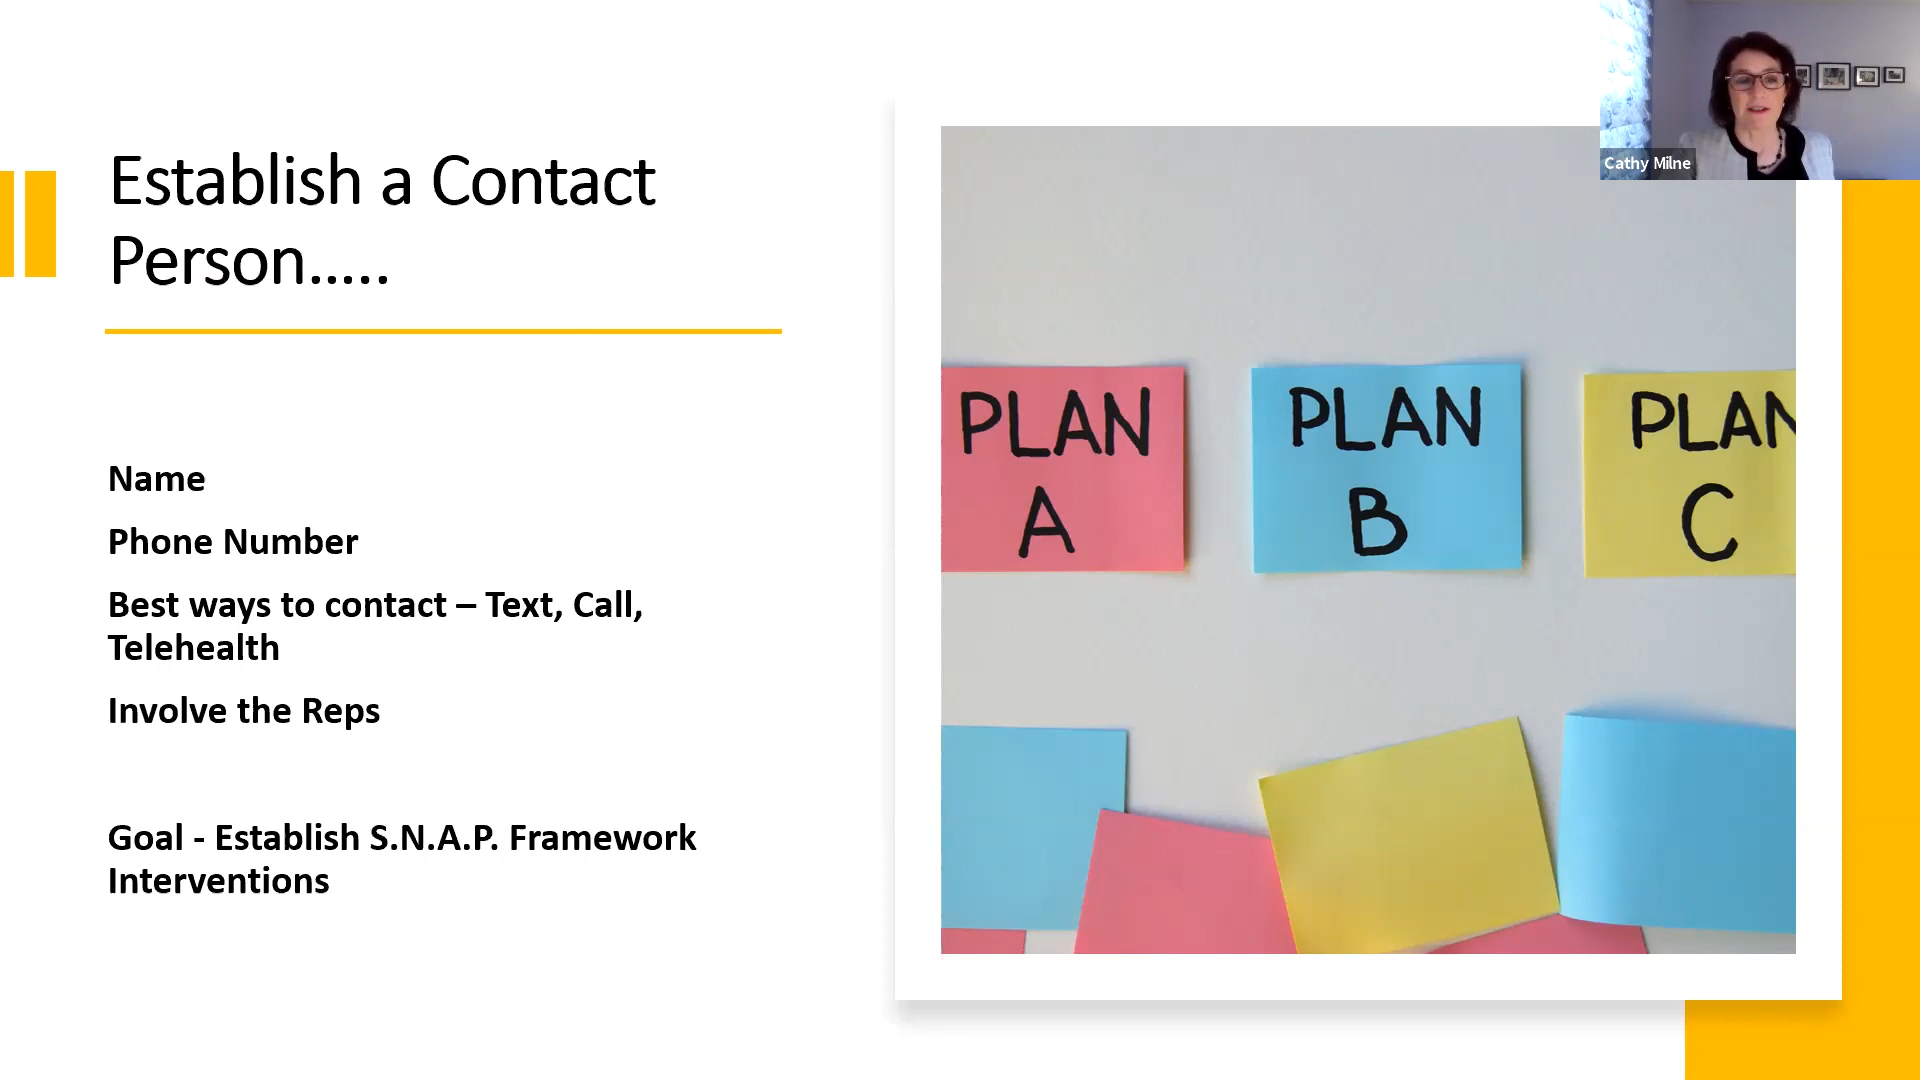 Establish a Contact
Person.....
Name
Phone Number
Best ways to contact – Text, Call,
Telehealth
Involve the Reps
Goal - Establish S.N.A.P. Framework
Interventions
PLAN
A
PLAN
B
PLAN
C
Cathy Milne